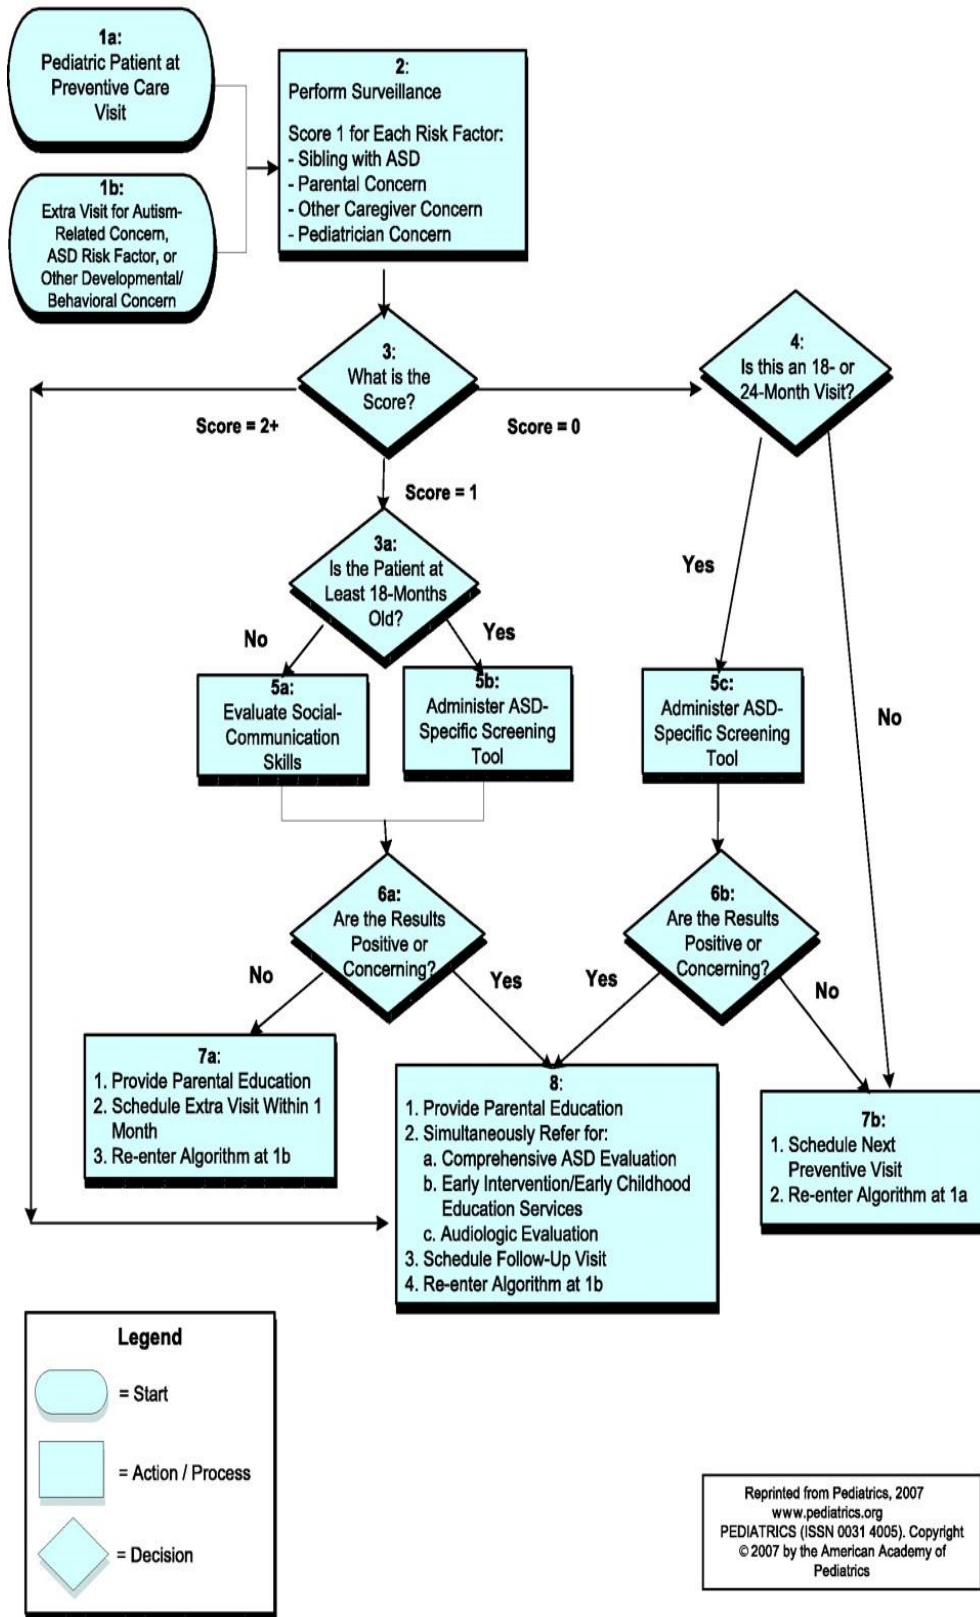 1a:
Pediatric Patient at
Preventive Care
Visit
1b:
Extra Visit for Autism-
Related Concern,
ASD Risk Factor, or
Other Developmental/
Behavioral Concern
2:
Perform Surveillance
Score 1 for Each Risk Factor:
- Sibling with ASD
- Parental Concern
- Other Caregiver Concern
- Pediatrician Concern
3:
What is the
Score?
Score = 2+
Score = 0
Score = 1
4:
Is this an 18- or
24-Month Visit?
3a:
Is the Patient at
Least 18-Months
Old?
No
Yes
Yes
No
5a:
Evaluate Social-
Communication
Skills
5b:
Administer ASD-
Specific Screening
Tool
5c:
Administer ASD-
Specific Screening
Tool
6a:
Are the Results
Positive or
Concerning?
No
Yes
6b:
Are the Results
Positive or
Concerning?
Yes
No
7a:
1. Provide Parental Education
2. Schedule Extra Visit Within 1
Month
3. Re-enter Algorithm at 1b
8:
1. Provide Parental Education
2. Simultaneously Refer for:
a. Comprehensive ASD Evaluation
b. Early Intervention/Early Childhood
Education Services
c. Audiologic Evaluation
3. Schedule Follow-Up Visit
4. Re-enter Algorithm at 1b
7b:
1. Schedule Next
Preventive Visit
2. Re-enter Algorithm at 1a
Legend
= Start
= Action / Process
= Decision
Reprinted from Pediatrics, 2007
www.pediatrics.org
PEDIATRICS (ISSN 0031 4005). Copyright
© 2007 by the American Academy of
Pediatrics